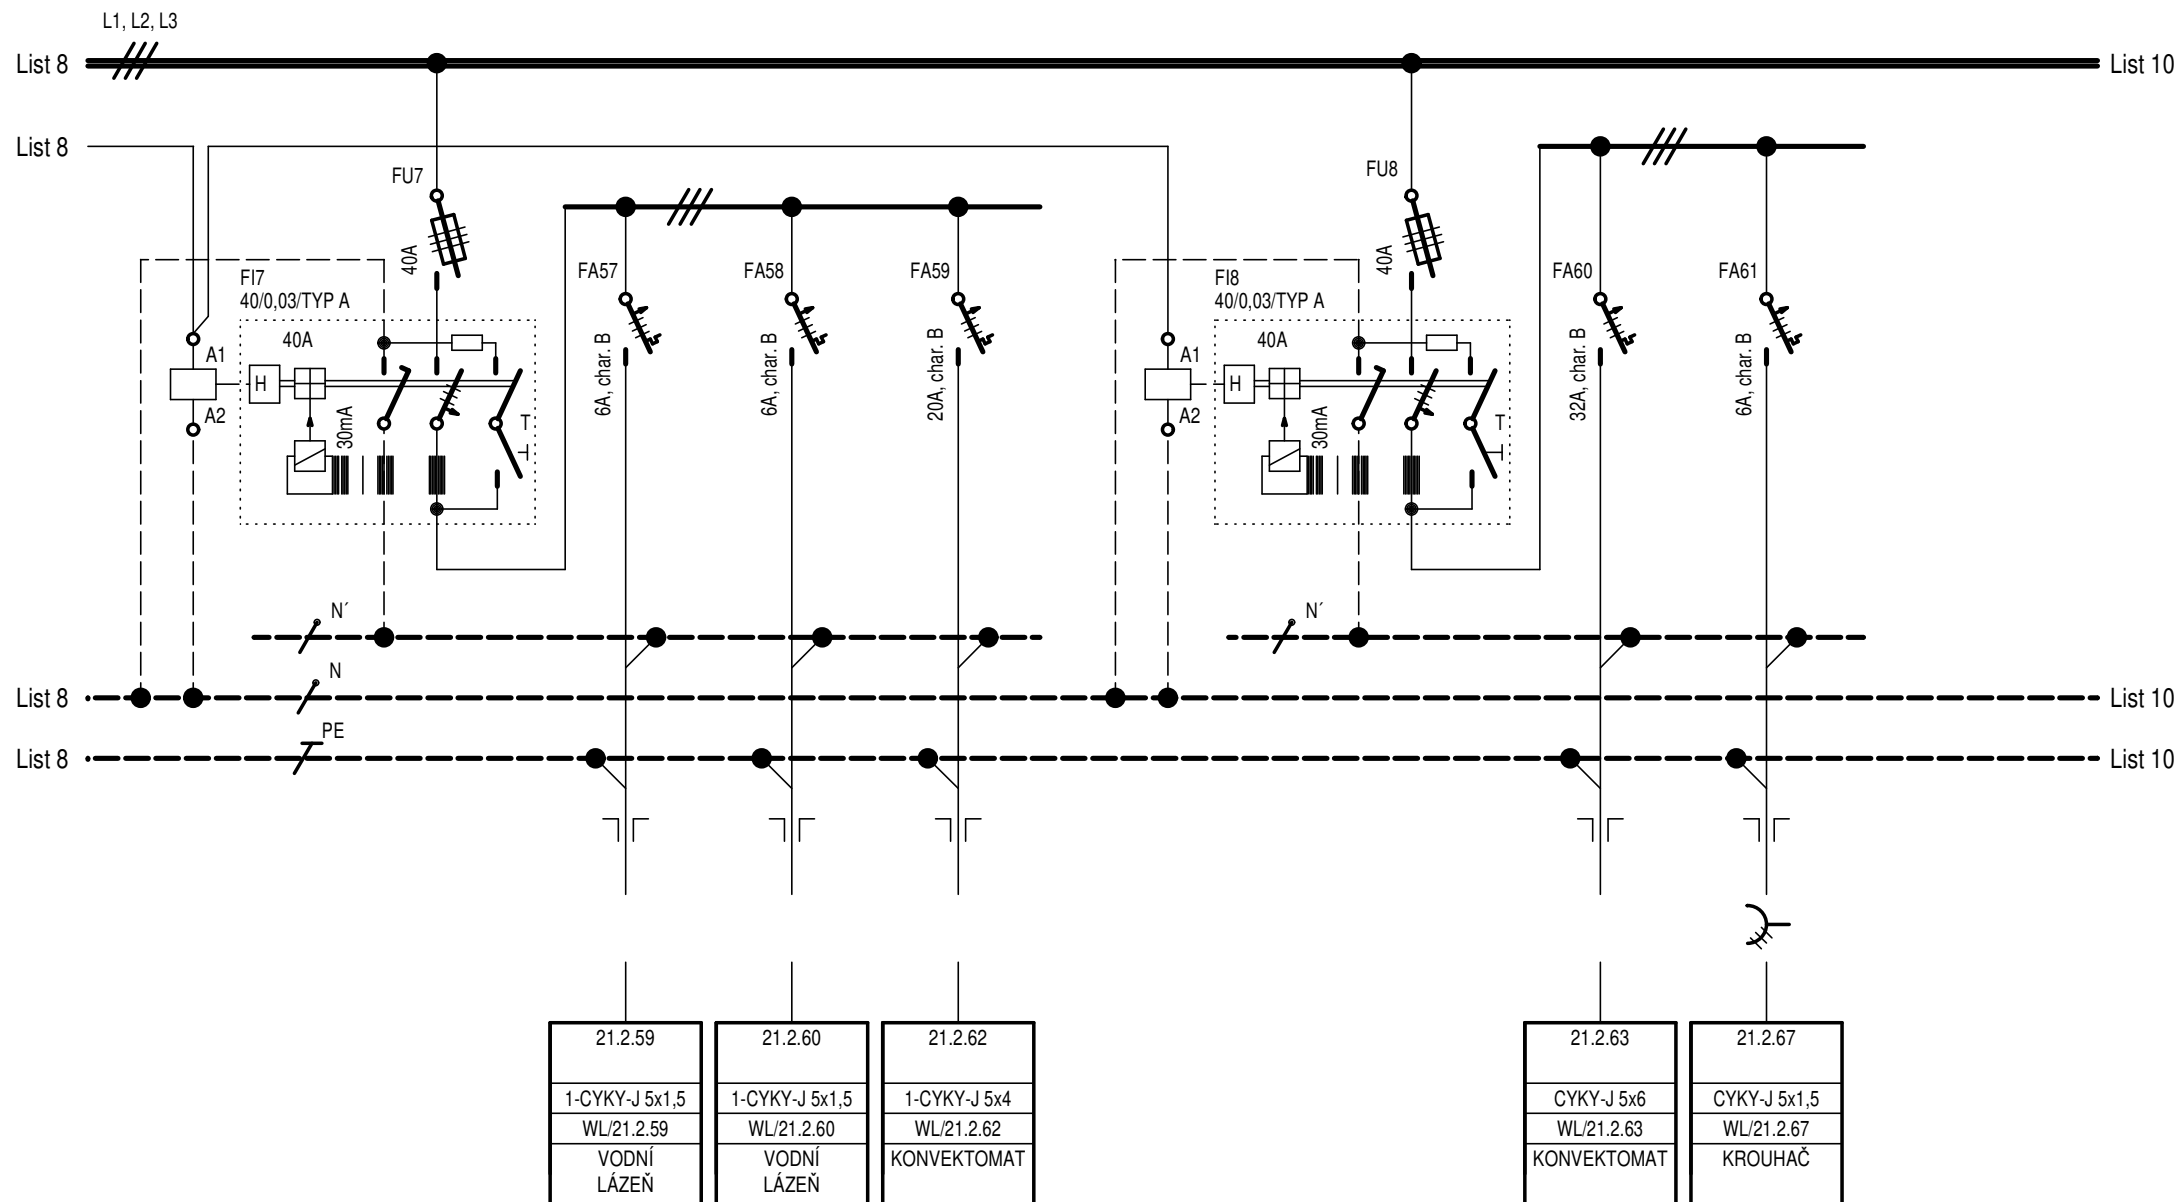 L1, L2, L3
List 8
List 10
List 8
FU7
40A
FU8
40A
FI7
40/0,03/TYP A
40A
A1
A2
H
30mA
T
FA57
6A, char. B
FA58
6A, char. B
FA59
20A, char. B
FI8
40/0,03/TYP A
40A
A1
A2
H
30mA
T
FA60
32A, char. B
FA61
6A, char. B
N´
N´
N
List 8
List 10
PE
List 8
List 10
21.2.59
1-CYKY-J 5x1,5
WL/21.2.59
VODNÍ
LÁZEŇ
21.2.60
1-CYKY-J 5x1,5
WL/21.2.60
VODNÍ
LÁZEŇ
21.2.62
1-CYKY-J 5x4
WL/21.2.62
KONVEKTOMAT
21.2.63
CYKY-J 5x6
WL/21.2.63
KONVEKTOMAT
21.2.67
CYKY-J 5x1,5
WL/21.2.67
KROUHAČ